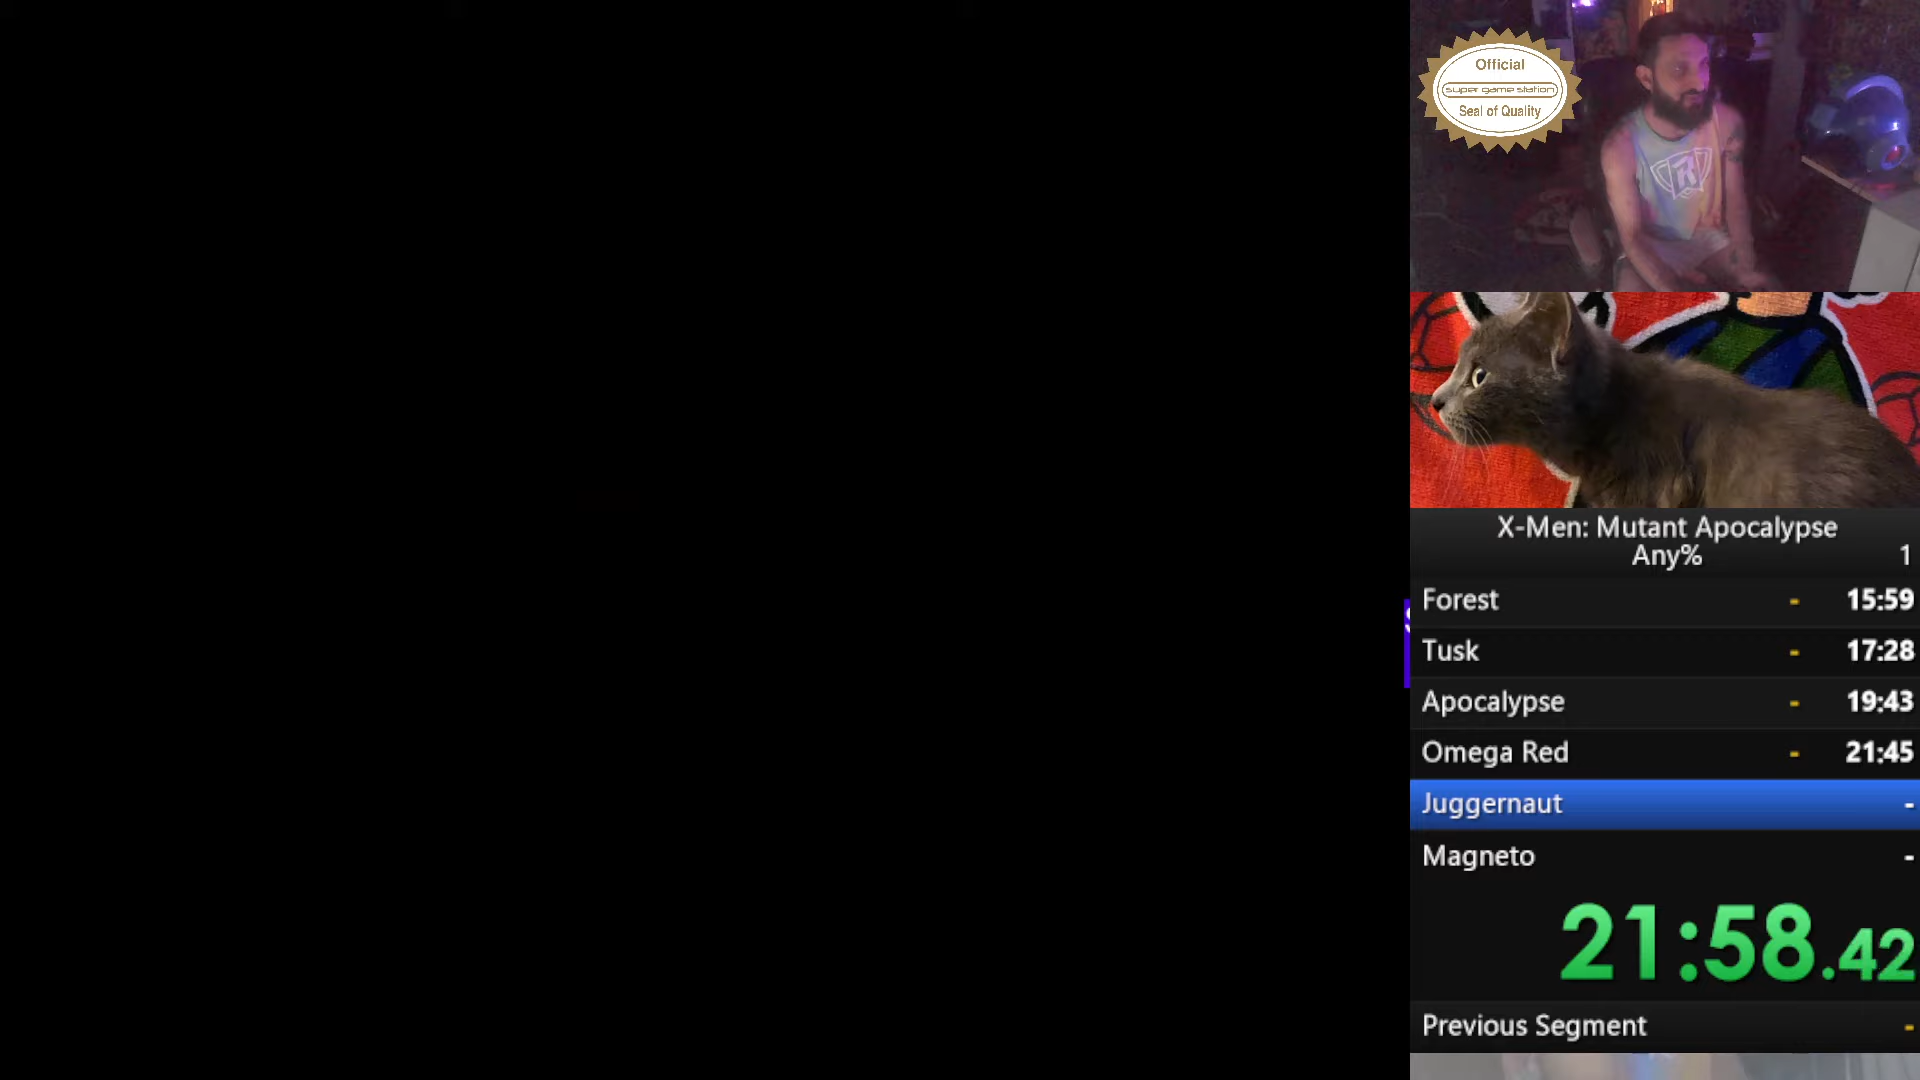 Official
super game station
Seal of Quality
X-Men: Mutant Apocalypse
Any% 1
Forest - 15:59
Tusk - 17:28
Apocalypse - 19:43
Omega Red - 21:45
Juggernaut -
Magneto -
21:58.42
Previous Segment -